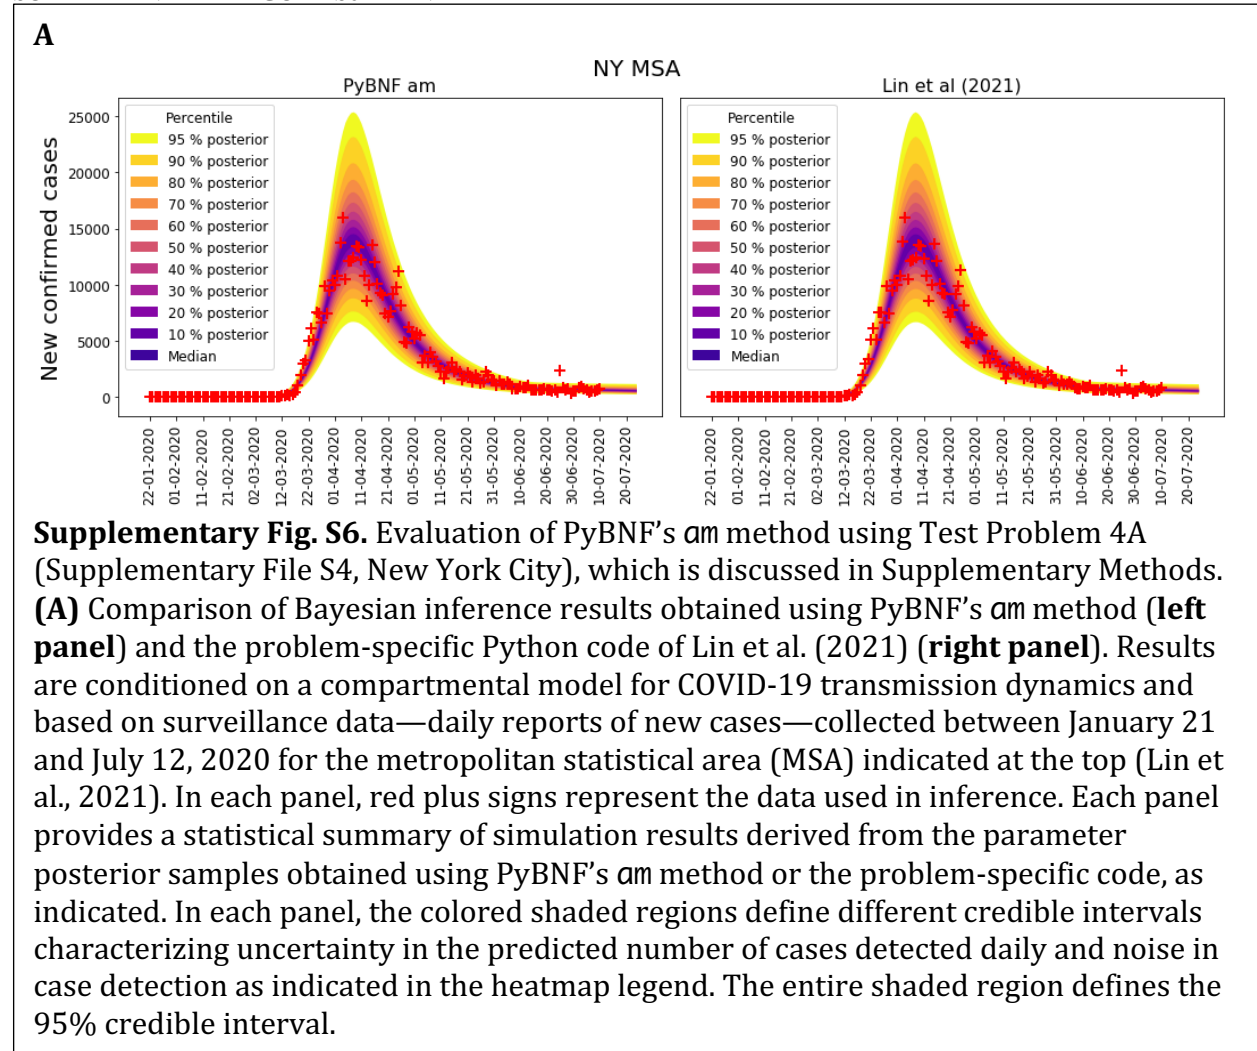 A
NY MSA
PyBNF am
Lin et al (2021)
New confirmed cases
25000
20000
15000
10000
5000
0
Percentile
95 % posterior
90 % posterior
80 % posterior
70 % posterior
60 % posterior
50 % posterior
40 % posterior
30 % posterior
20 % posterior
10 % posterior
Median
Percentile
95 % posterior
90 % posterior
80 % posterior
70 % posterior
60 % posterior
50 % posterior
40 % posterior
30 % posterior
20 % posterior
10 % posterior
Median
22-01-2020
01-02-2020
11-02-2020
21-02-2020
02-03-2020
12-03-2020
22-03-2020
01-04-2020
11-04-2020
21-04-2020
01-05-2020
11-05-2020
21-05-2020
31-05-2020
10-06-2020
20-06-2020
30-06-2020
10-07-2020
20-07-2020
22-01-2020
01-02-2020
11-02-2020
21-02-2020
02-03-2020
12-03-2020
22-03-2020
01-04-2020
11-04-2020
21-04-2020
01-05-2020
11-05-2020
21-05-2020
31-05-2020
10-06-2020
20-06-2020
30-06-2020
10-07-2020
20-07-2020
Supplementary Fig. S6. Evaluation of PyBNF’s am method using Test Problem 4A
(Supplementary File S4, New York City), which is discussed in Supplementary Methods.
(A) Comparison of Bayesian inference results obtained using PyBNF’s am method (left
panel) and the problem-specific Python code of Lin et al. (2021) (right panel). Results
are conditioned on a compartmental model for COVID-19 transmission dynamics and
based on surveillance data—daily reports of new cases—collected between January 21
and July 12, 2020 for the metropolitan statistical area (MSA) indicated at the top (Lin et
al., 2021). In each panel, red plus signs represent the data used in inference. Each panel
provides a statistical summary of simulation results derived from the parameter
posterior samples obtained using PyBNF’s am method or the problem-specific code, as
indicated. In each panel, the colored shaded regions define different credible intervals
characterizing uncertainty in the predicted number of cases detected daily and noise in
case detection as indicated in the heatmap legend. The entire shaded region defines the
95% credible interval.